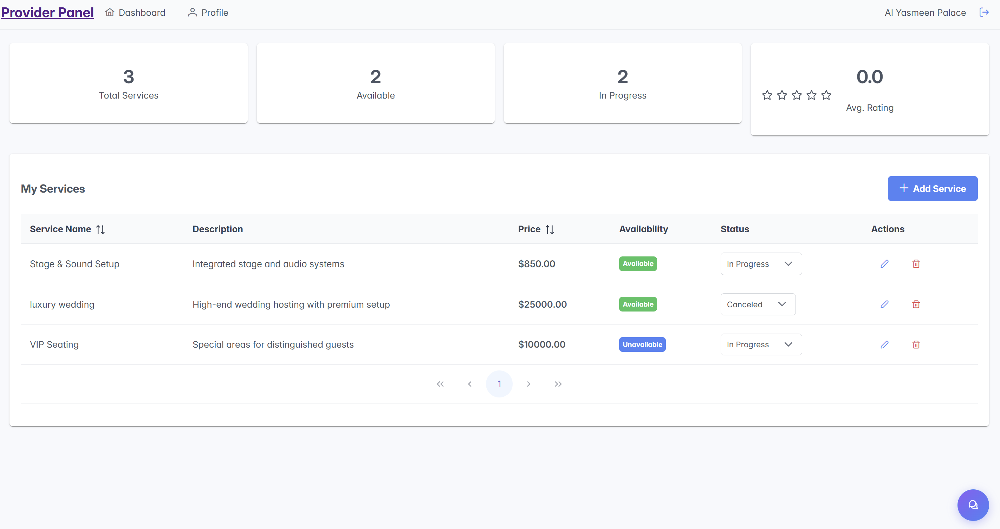 Provider Panel Dashboard Profile Al Yasmeen Palace
3 2 2 0.0
Total Services Available In Progress
Avg. Rating
My Services + Add Service
Service Name Description Price Availability Status Actions
Stage & Sound Setup Integrated stage and audio systems $850.00 Available In Progress
luxury wedding High-end wedding hosting with premium setup $25000.00 Available Canceled
VIP Seating Special areas for distinguished guests $10000.00 Unavailable In Progress
1